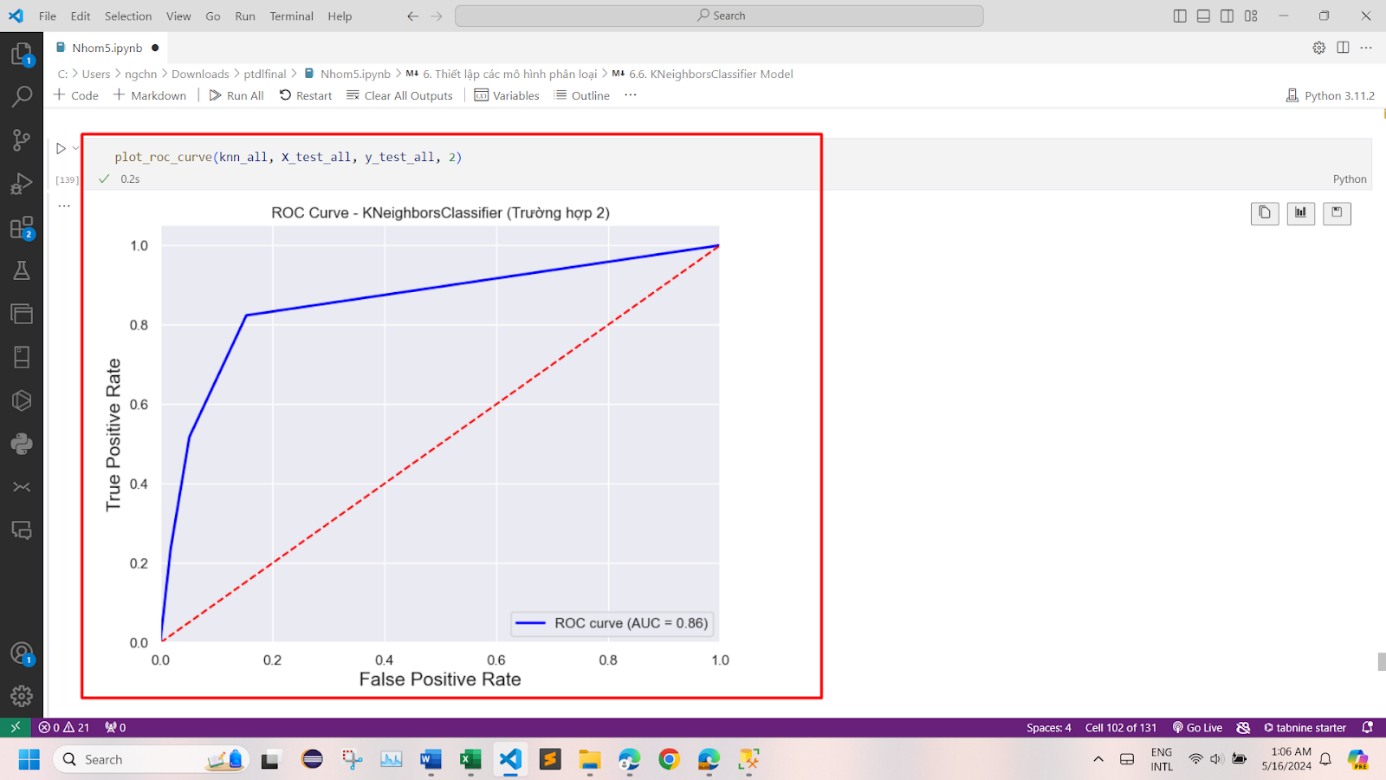 File Edit Selection View Go Run Terminal Help
Search
Nhom5.ipynb
C: > Users > ngchn > Downloads > ptdlfinal > Nhom5.ipynb > M↓ 6. Thiết lập các mô hình phân loại > M↓ 6.6. KNeighborsClassifier Model
+ Code + Markdown Run All Restart Clear All Outputs Variables Outline ...
Python 3.11.2
plot_roc_curve(knn_all, X_test_all, y_test_all, 2)
[139] 0.2s
Python
ROC Curve - KNeighborsClassifier (Trường hợp 2)
1.0
0.8
0.6
0.4
0.2
0.0
True Positive Rate
ROC curve (AUC = 0.86)
0.0 0.2 0.4 0.6 0.8 1.0
False Positive Rate
1
2
1
0 21 0
Spaces: 4 Cell 102 of 131 Go Live tabnine starter
Search
ENG
INTL
1:06 AM
5/16/2024
PRE